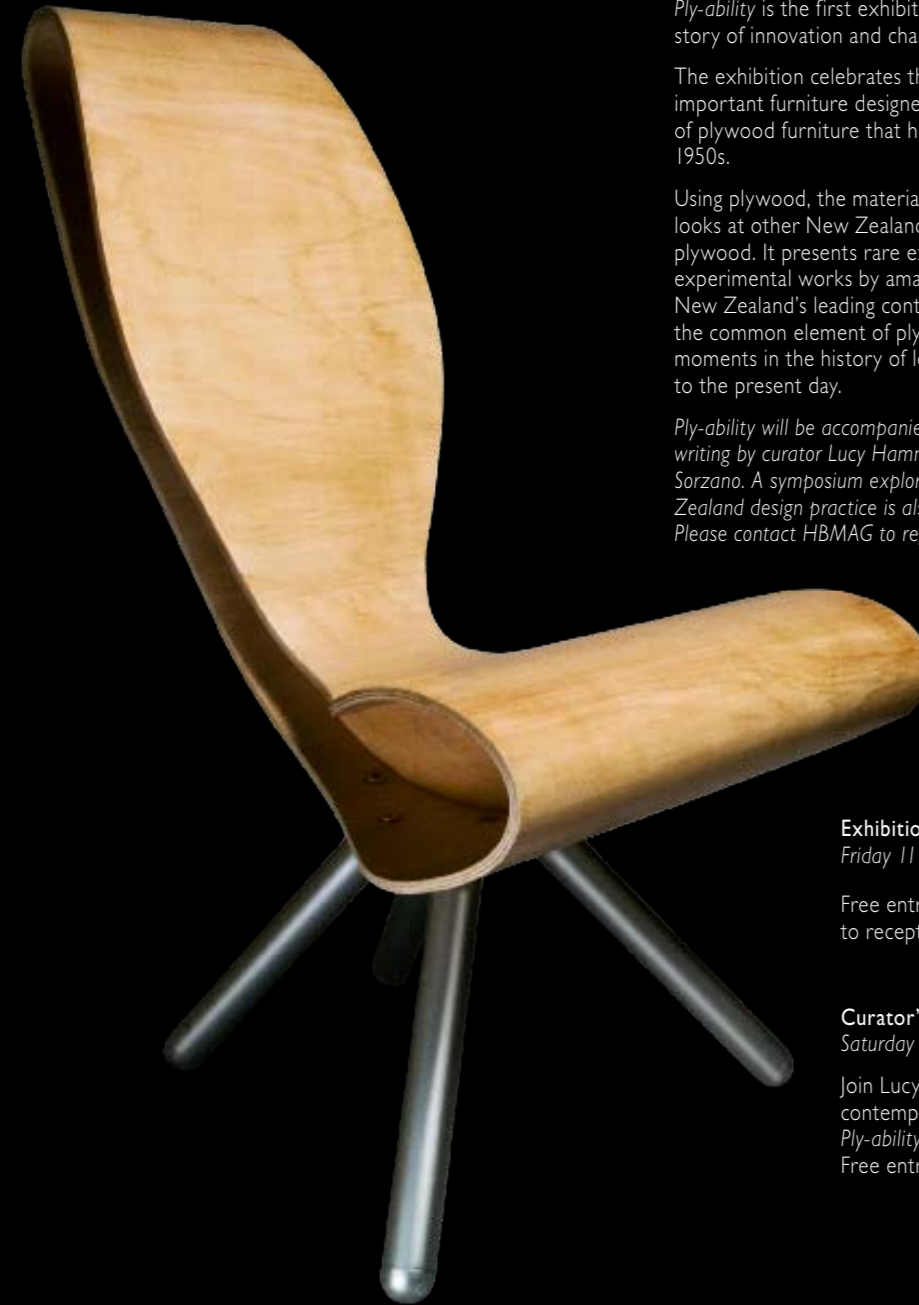 Ply-ability is the first exhibit
story of innovation and cha
The exhibition celebrates th
important furniture designe
of plywood furniture that h
1950s.
Using plywood, the materia
looks at other New Zealand
plywood. It presents rare e
experimental works by ama
New Zealand's leading cont
the common element of ply
moments in the history of l
to the present day.
Ply-ability will be accompanie
writing by curator Lucy Hamm
Sorzano. A symposium explor
Zealand design practice is als
Please contact HBMAG to re
Exhibitio
Friday 11
Free entr
to recept
Curator'
Saturday
Join Lucy
contemp
Ply-ability
Free entr